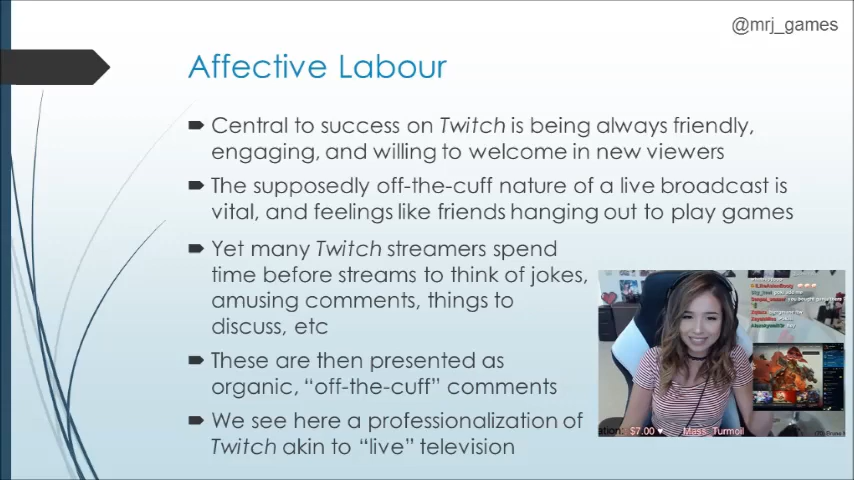 @mrj_games
Affective Labour
Central to success on Twitch is being always friendly,
engaging, and willing to welcome in new viewers
The supposedly off-the-cuff nature of a live broadcast is
vital, and feelings like friends hanging out to play games
Yet many Twitch streamers spend
time before streams to think of jokes,
amusing comments, things to
discuss, etc
These are then presented as
organic, “off-the-cuff” comments
We see here a professionalization of
Twitch akin to “live” television
$7.00 ♥ Mass_Turmoil